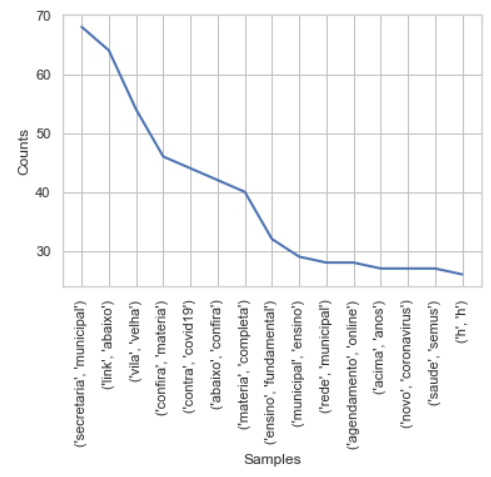 70
60
50
40
30
Counts
('secretaria', 'municipal')
('link', 'abaixo')
('vila', 'velha')
('confira', 'materia')
('contra', 'covid19')
('abaixo', 'confira')
('materia', 'completa')
('ensino', 'fundamental')
('municipal', 'ensino')
('rede', 'municipal')
('agendamento', 'online')
('acima', 'anos')
('novo', 'coronavirus')
('saude', 'semus')
('h', 'h')
Samples